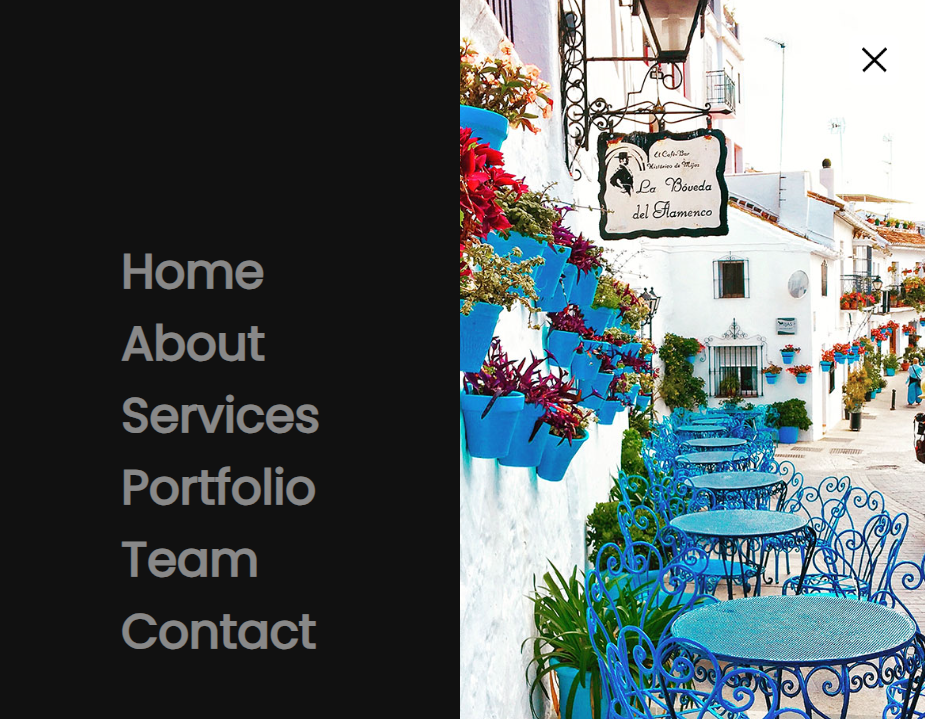 Home
About
Services
Portfolio
Team
Contact
El Café-Bar
Histórico de Mijas
La Bóveda
del Flamenco